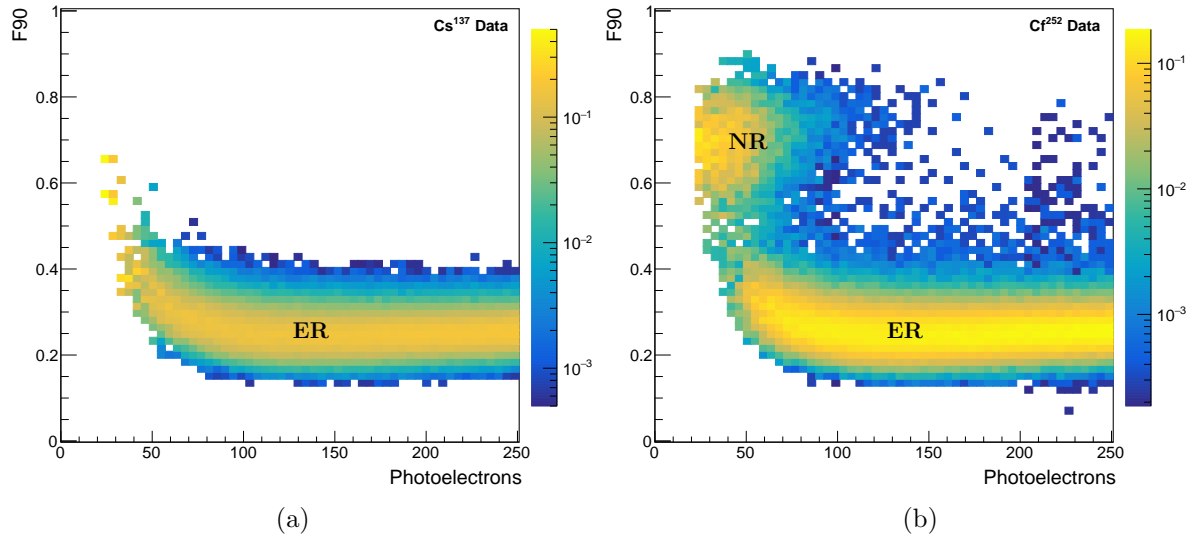 F90
1
0.8
0.6
0.4
0.2
0
Cs¹³⁷ Data
ER
10⁻¹
10⁻²
10⁻³
0 50 100 150 200 250
Photoelectrons
(a)
F90
1
0.8
0.6
0.4
0.2
0
Cf²⁵² Data
NR
ER
10⁻¹
10⁻²
10⁻³
0 50 100 150 200 250
Photoelectrons
(b)